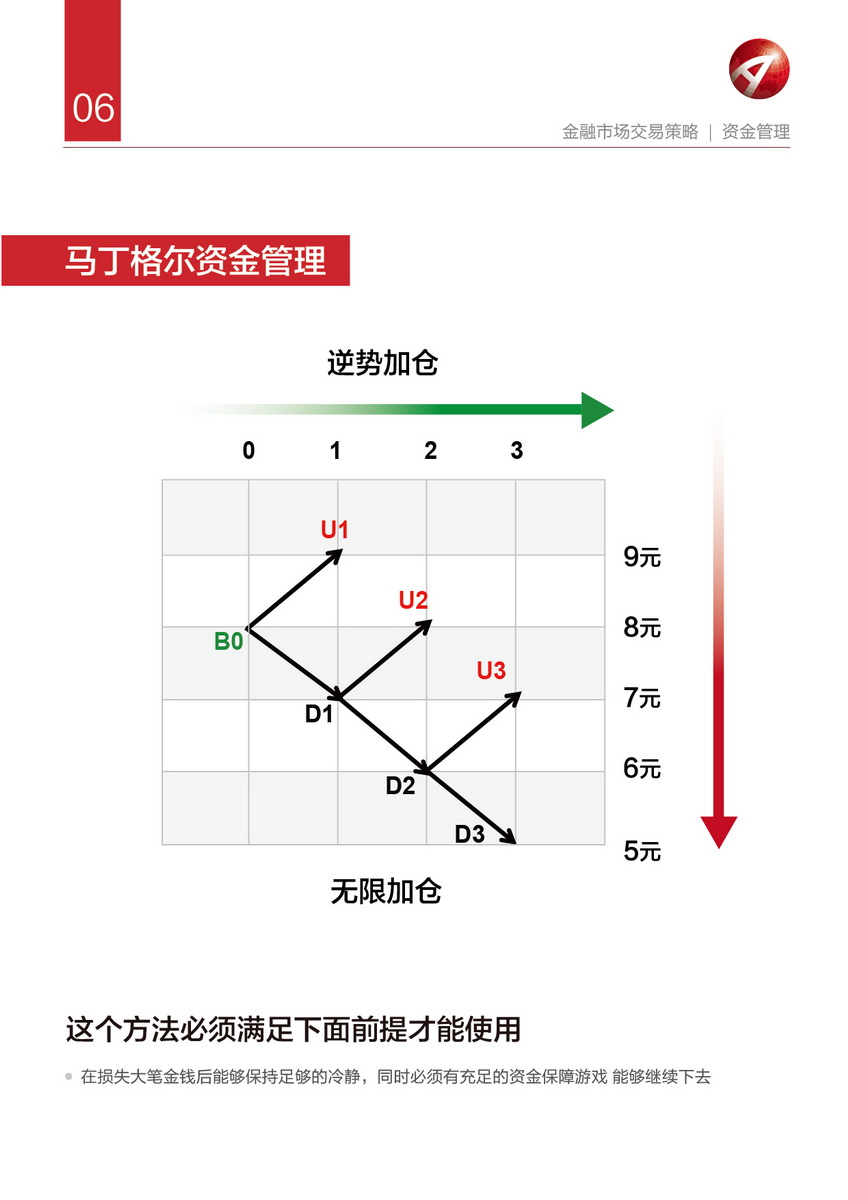 06
金融市场交易策略 | 资金管理
马丁格尔资金管理
逆势加仓
0 1 2 3
U1
9元
U2
8元
B0
U3
7元
D1
6元
D2
D3
5元
无限加仓
这个方法必须满足下面前提才能使用
在损失大笔金钱后能够保持足够的冷静，同时必须有充足的资金保障游戏 能够继续下去